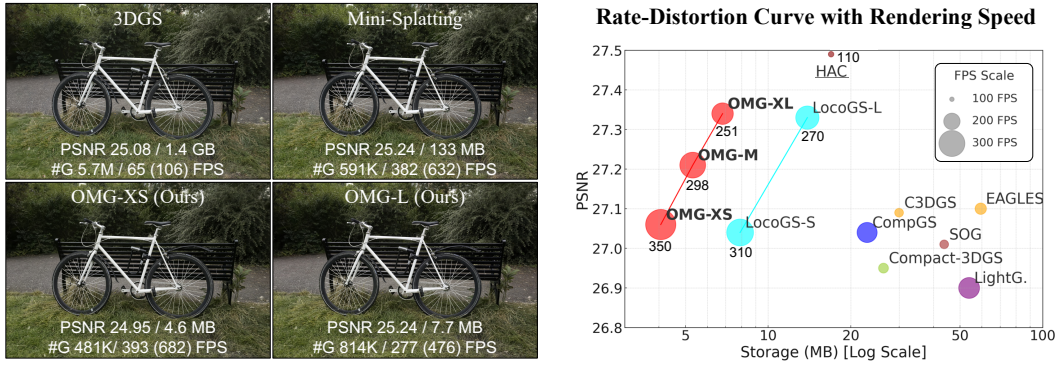 3DGS
PSNR 25.08 / 1.4 GB
#G 5.7M / 65 (106) FPS
Mini-Splatting
PSNR 25.24 / 133 MB
#G 591K / 382 (632) FPS
OMG-XS (Ours)
PSNR 24.95 / 4.6 MB
#G 481K / 393 (682) FPS
OMG-L (Ours)
PSNR 25.24 / 7.7 MB
#G 814K / 277 (476) FPS
Rate-Distortion Curve with Rendering Speed
27.5
27.4
27.3
27.2
27.1
27.0
26.9
26.8
PSNR
110
HAC
FPS Scale
100 FPS
200 FPS
300 FPS
OMG-XL
251
LocoGS-L
270
OMG-M
298
OMG-XS
350
LocoGS-S
310
C3DGS
EAGLES
CompGS
SOG
Compact-3DGS
LightG.
5
10
20
50
100
Storage (MB) [Log Scale]